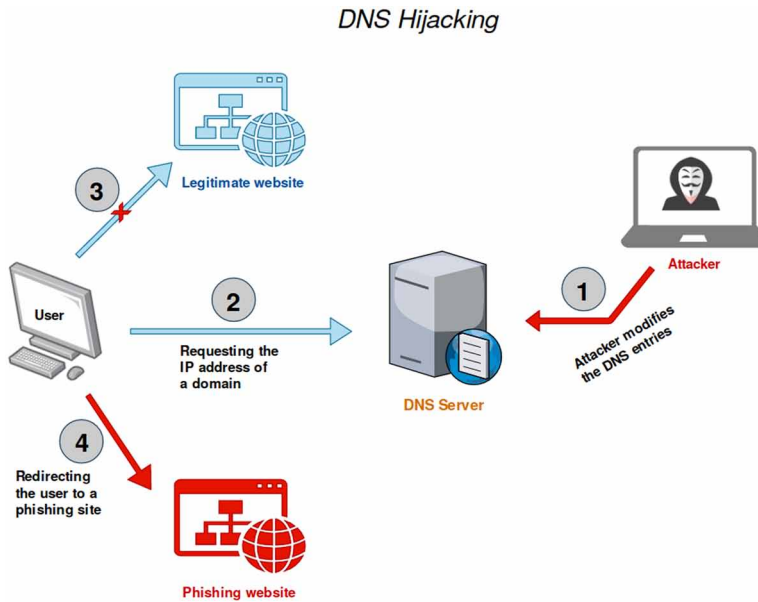 DNS Hijacking
3
Legitimate website
Attacker
User
2
1
Requesting the
IP address of
a domain
Attacker modifies
the DNS entries
DNS Server
4
Redirecting
the user to a
phishing site
Phishing website